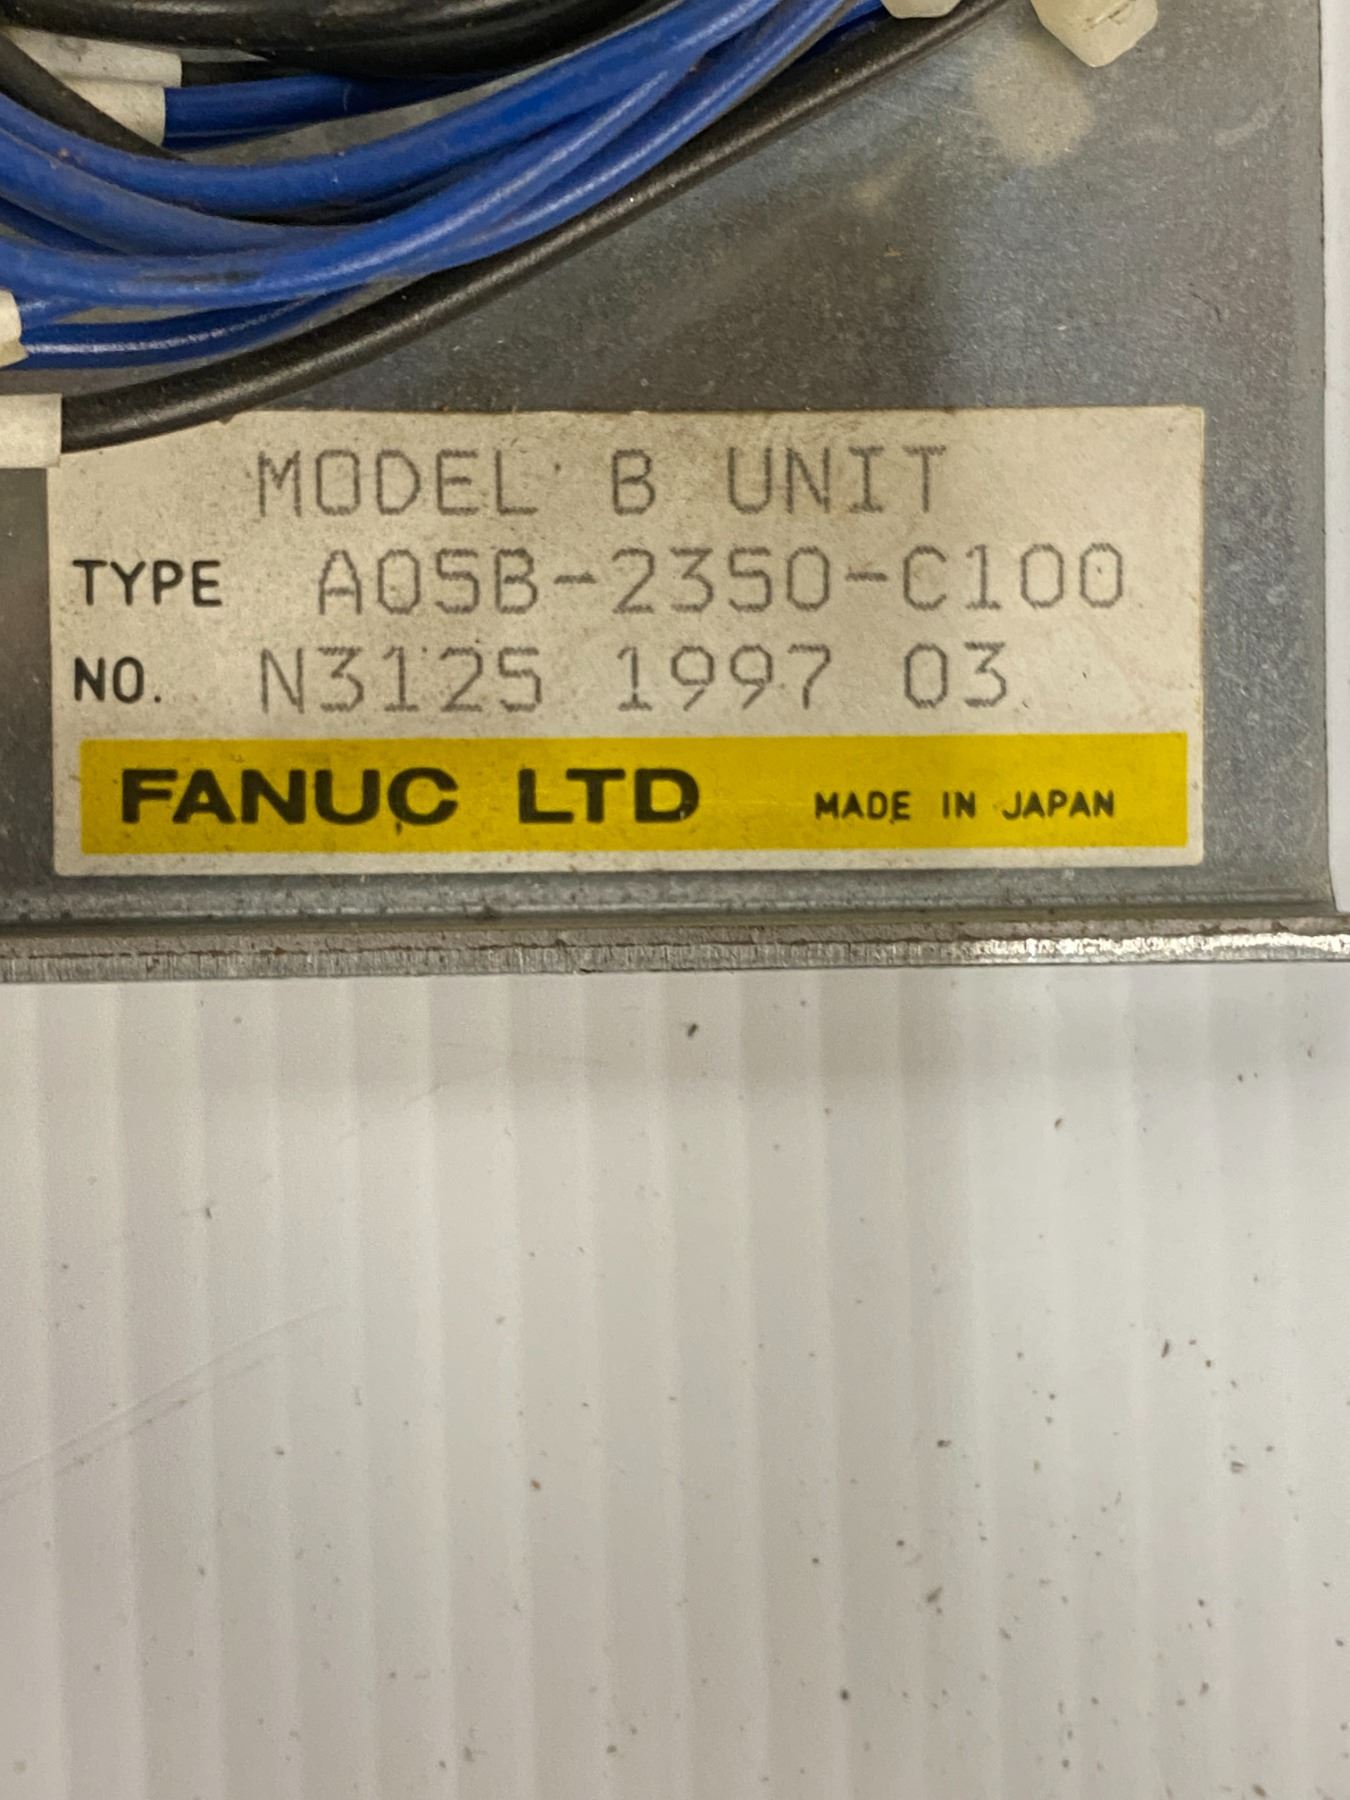 MODEL B UNIT
TYPE A05B-2350-C100
NO. N3125 1997 03
FANUC LTD MADE IN JAPAN